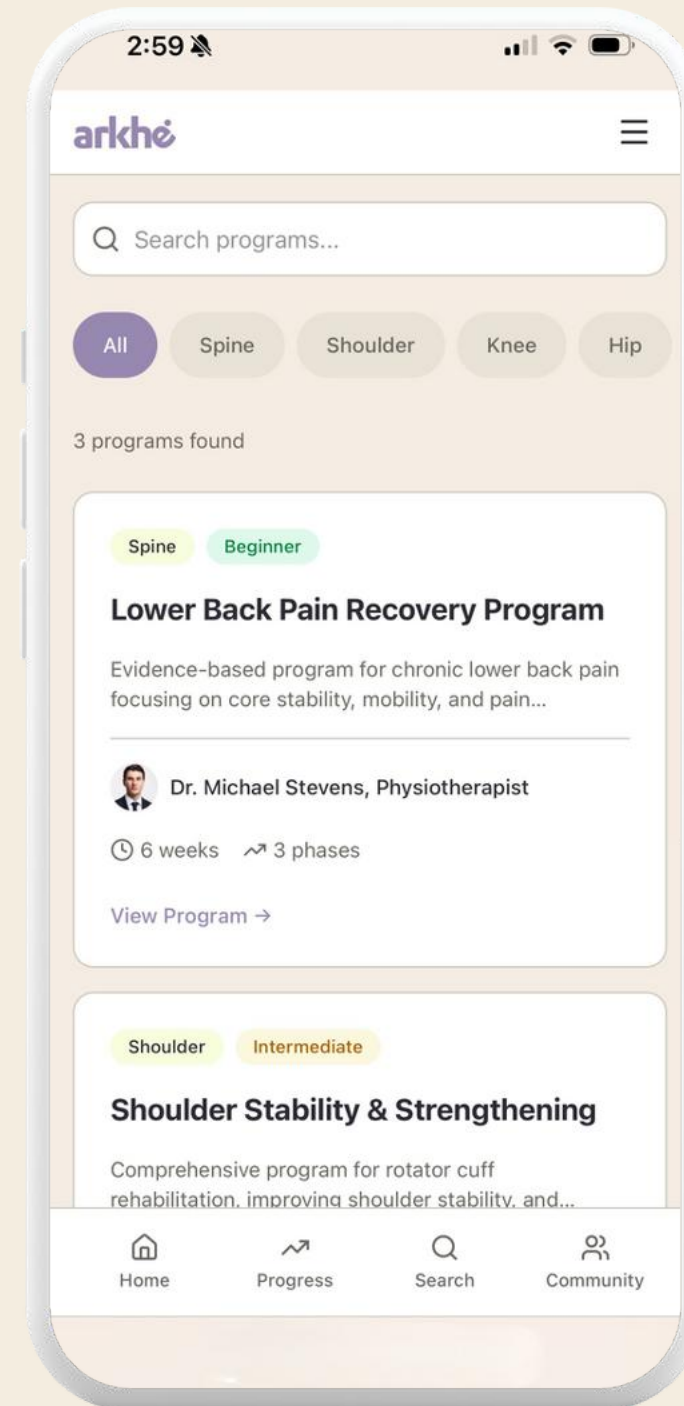 2:59
arkhé
Search programs...
All Spine Shoulder Knee Hip
3 programs found
Spine Beginner
Lower Back Pain Recovery Program
Evidence-based program for chronic lower back pain
focusing on core stability, mobility, and pain...
Dr. Michael Stevens, Physiotherapist
6 weeks 3 phases
View Program →
Shoulder Intermediate
Shoulder Stability & Strengthening
Comprehensive program for rotator cuff
rehabilitation, improving shoulder stability, and...
Home Progress Search Community